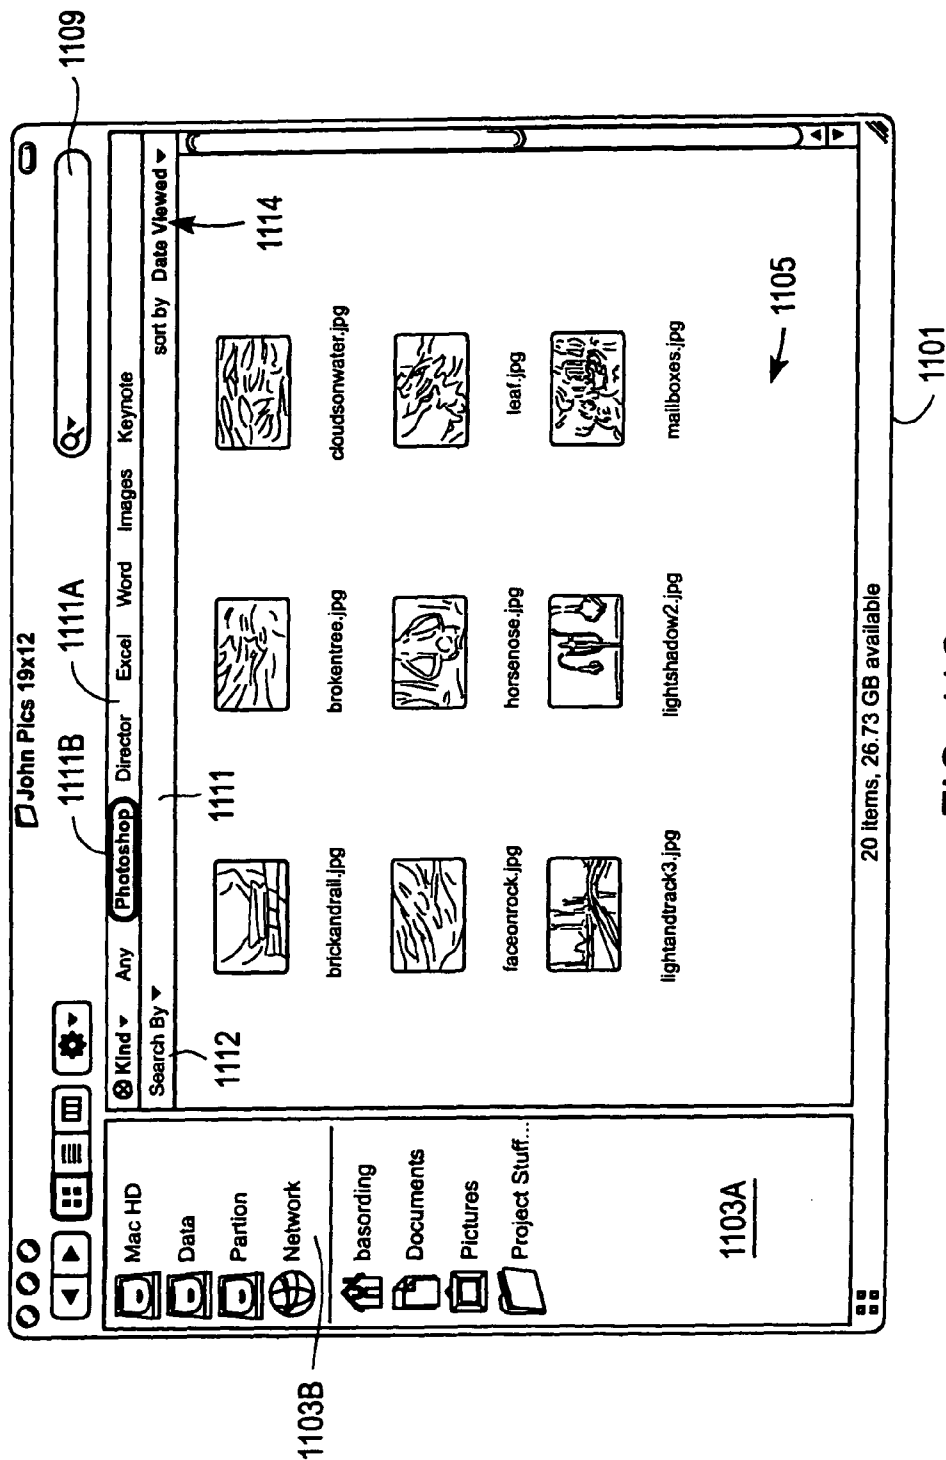 John Pics 19x12
1109
1111B
1111A
Kind Any Photoshop Director Excel Word Images Keynote
Search By
sort by Date Viewed
1112
1111
1114
Mac HD
Data
Partion
Network
1103B
basording
Documents
Pictures
Project Stuff...
1103A
brickandrail.jpg
brokentree.jpg
cloudsonwater.jpg
faceonrock.jpg
horsenose.jpg
leaf.jpg
lightandtrack3.jpg
lightshadow2.jpg
mailboxes.jpg
1105
20 items, 26.73 GB available
1101